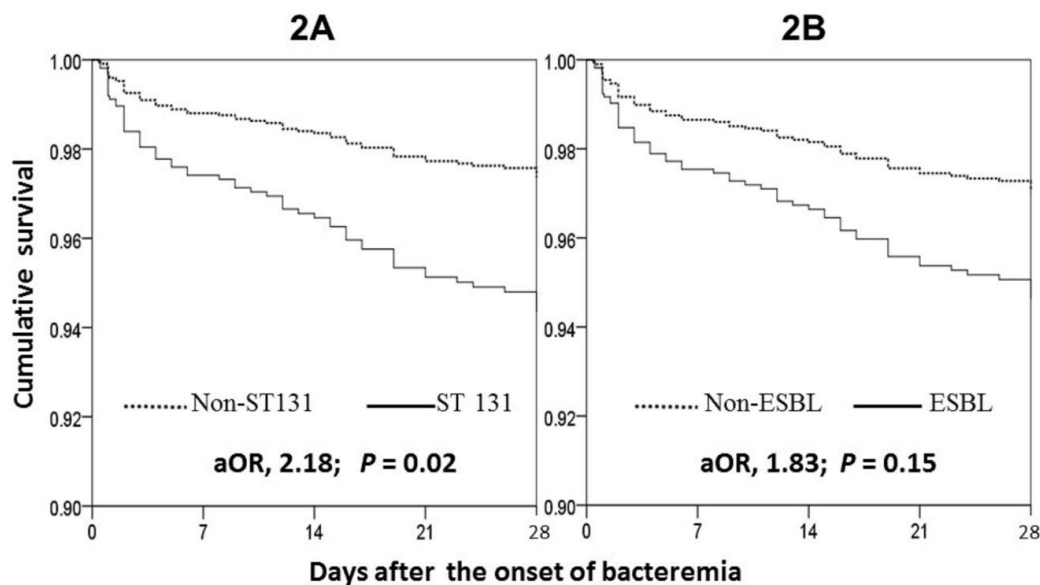 2A
2B
Cumulative survival
1.00
0.98
0.96
0.94
0.92
0.90
Non-ST131 ST 131
aOR, 2.18; P = 0.02
0 7 14 21 28
1.00
0.98
0.96
0.94
0.92
0.90
Non-ESBL ESBL
aOR, 1.83; P = 0.15
0 7 14 21 28
Days after the onset of bacteremia